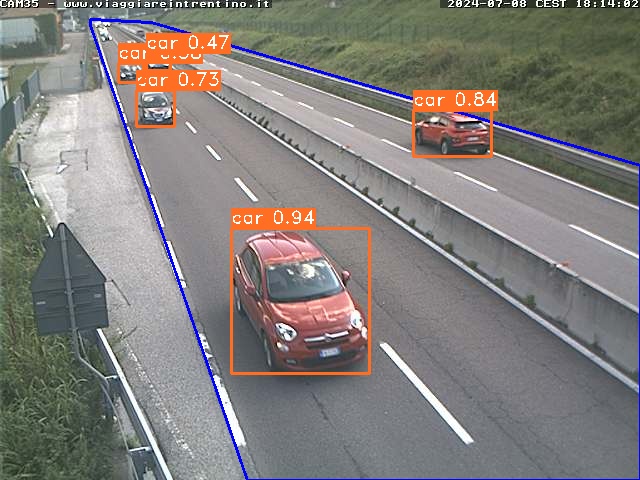 CAM35 - www.viaggiareintrentino.it
2024-07-08 CEST 18:14:02
car 0.47
car
car 0.73
car 0.84
car 0.94